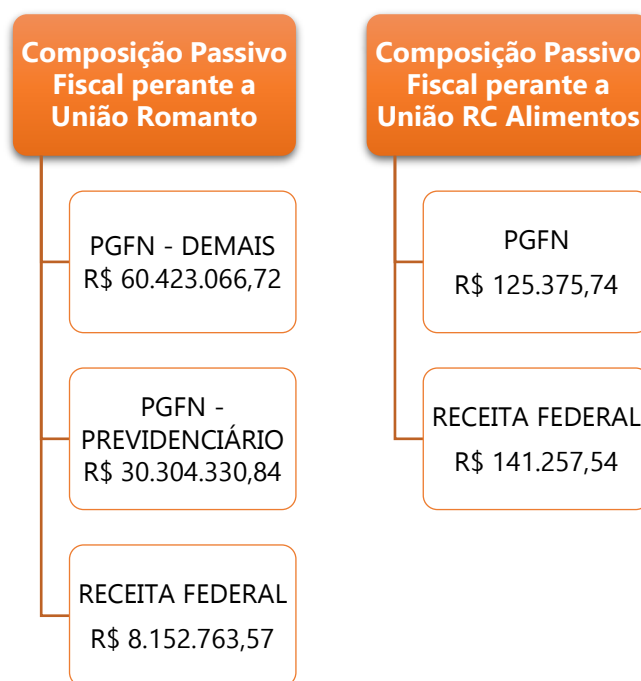 Composição Passivo
Fiscal perante a
União Romanto
PGFN - DEMAIS
R$ 60.423.066,72
PGFN -
PREVIDENCIÁRIO
R$ 30.304.330,84
RECEITA FEDERAL
R$ 8.152.763,57
Composição Passivo
Fiscal perante a
União RC Alimentos
PGFN
R$ 125.375,74
RECEITA FEDERAL
R$ 141.257,54